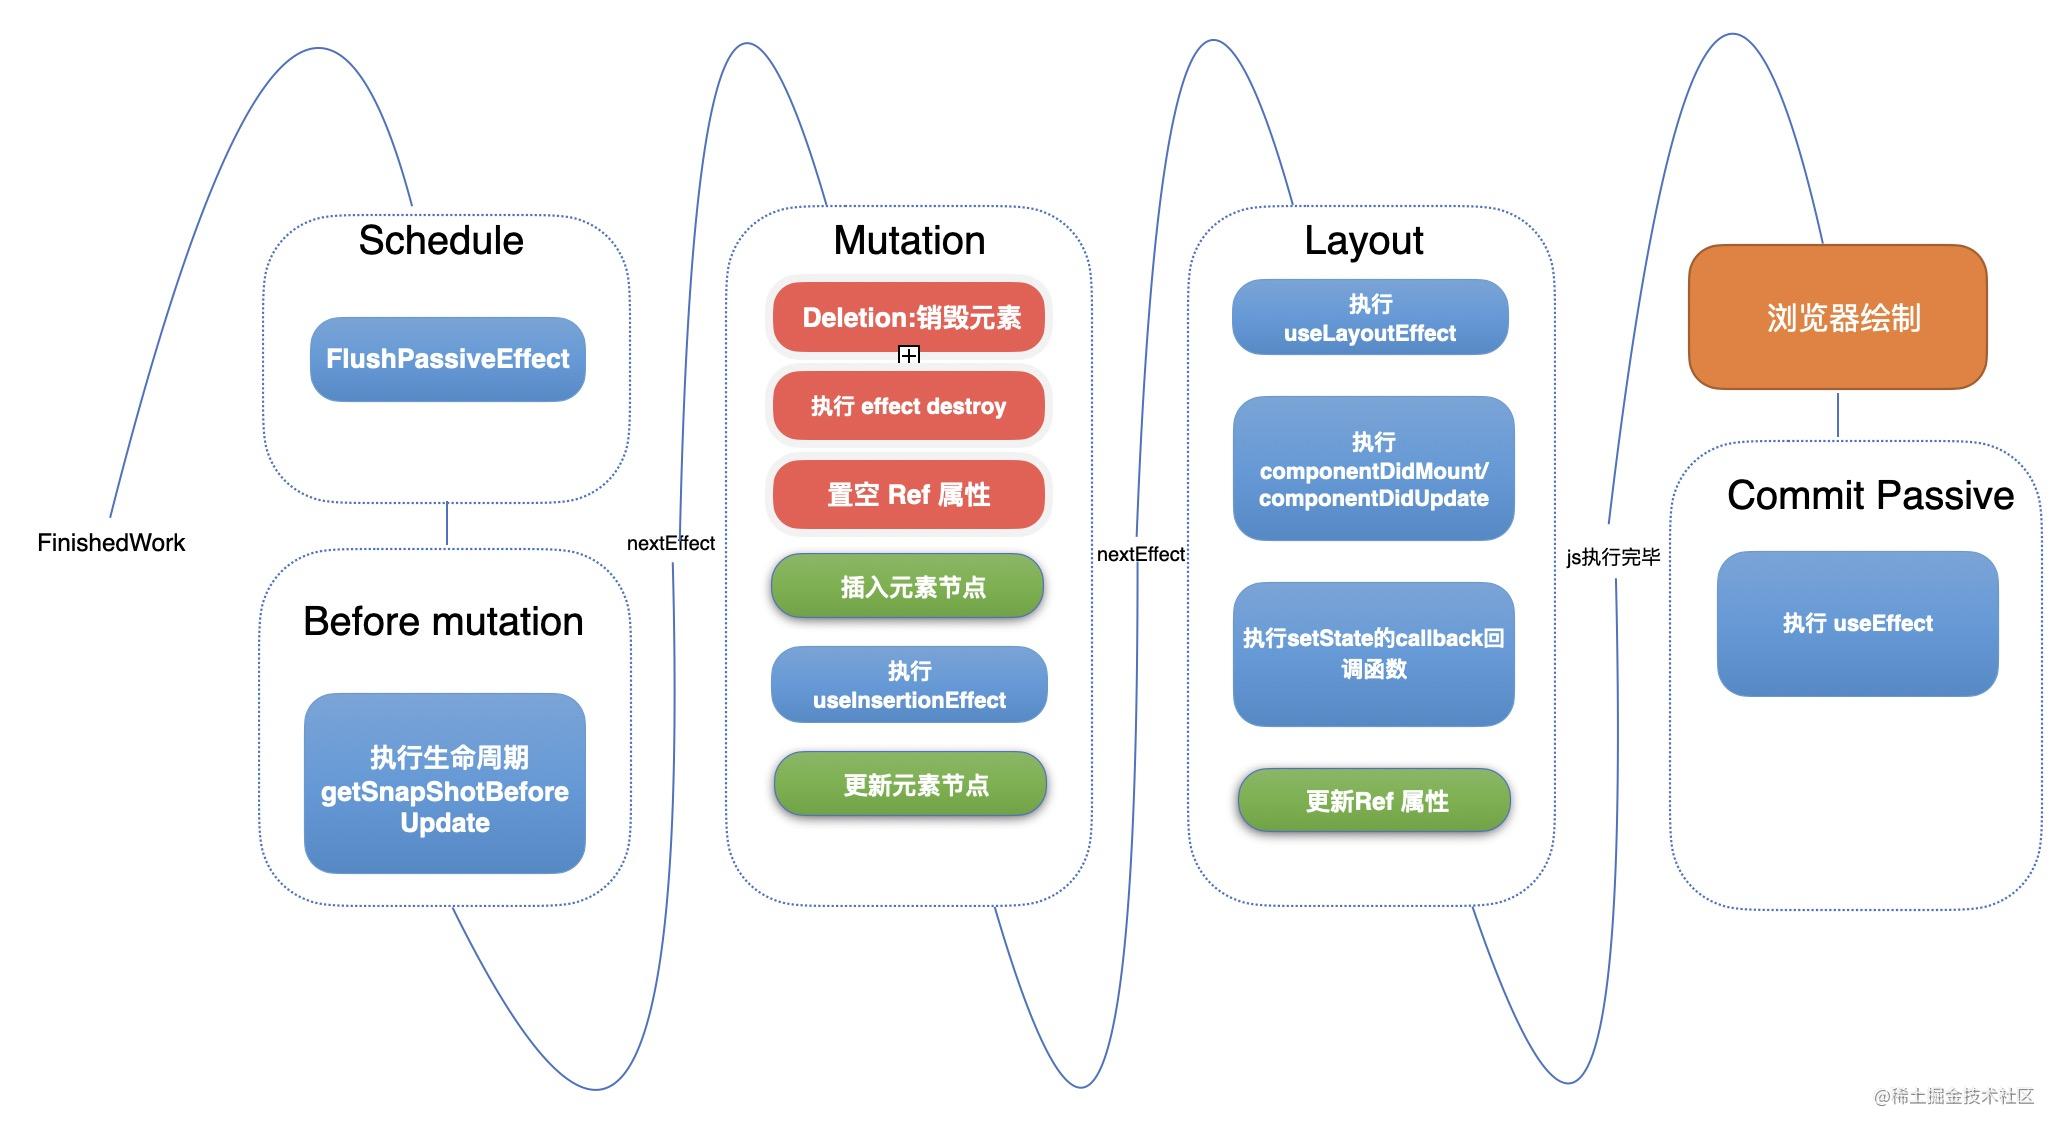 FinishedWork
Schedule
FlushPassiveEffect
Before mutation
执行生命周期
getSnapShotBefore
Update
nextEffect
Mutation
Deletion:销毁元素
执行 effect destroy
置空 Ref 属性
插入元素节点
执行
useInsertionEffect
更新元素节点
nextEffect
Layout
执行
useLayoutEffect
执行
componentDidMount/
componentDidUpdate
执行setState的callback回
调函数
更新Ref 属性
js执行完毕
浏览器绘制
Commit Passive
执行 useEffect
@稀土掘金技术社区